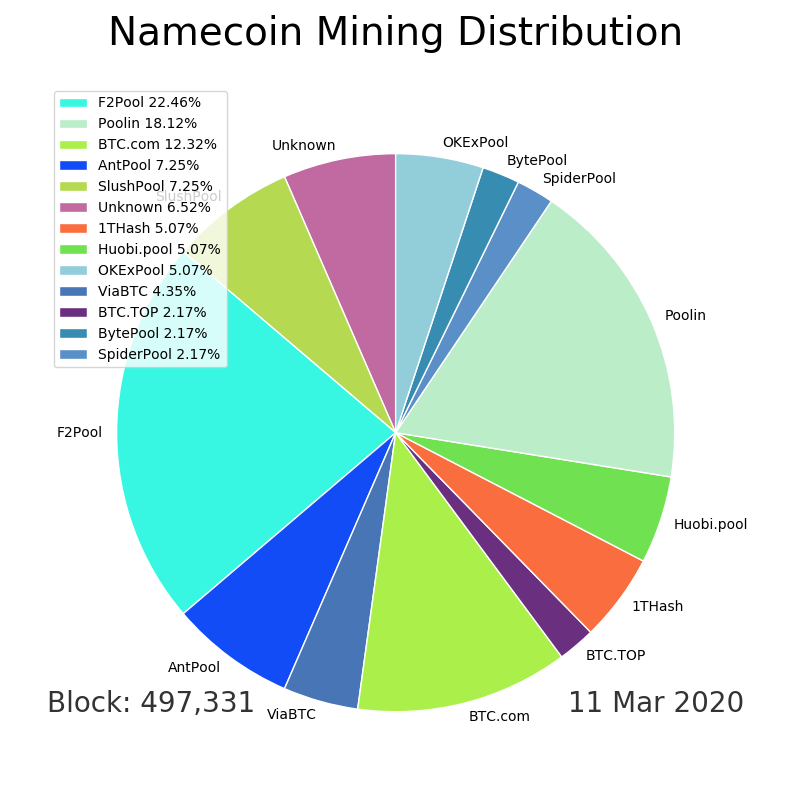 Namecoin Mining Distribution
F2Pool 22.46%
Poolin 18.12%
BTC.com 12.32%
AntPool 7.25%
SlushPool 7.25%
Unknown 6.52%
1THash 5.07%
Huobi.pool 5.07%
OKExPool 5.07%
ViaBTC 4.35%
BTC.TOP 2.17%
BytePool 2.17%
SpiderPool 2.17%
Unknown
OKExPool
BytePool
SpiderPool
SlushPool
Poolin
F2Pool
Huobi.pool
1THash
BTC.TOP
AntPool
ViaBTC
BTC.com
Block: 497,331
11 Mar 2020